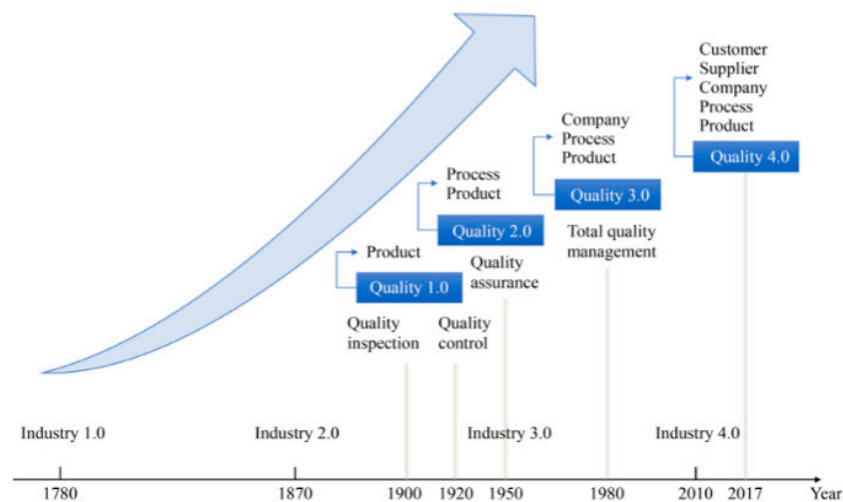 Customer
Supplier
Company
Process
Product
Quality 4.0
Company
Process
Product
Quality 3.0
Total quality
management
Process
Product
Quality 2.0
Quality
assurance
Product
Quality 1.0
Quality
inspection
Quality
control
Industry 1.0
Industry 2.0
Industry 3.0
Industry 4.0
1780
1870
1900
1920
1950
1980
2010
2017
Year